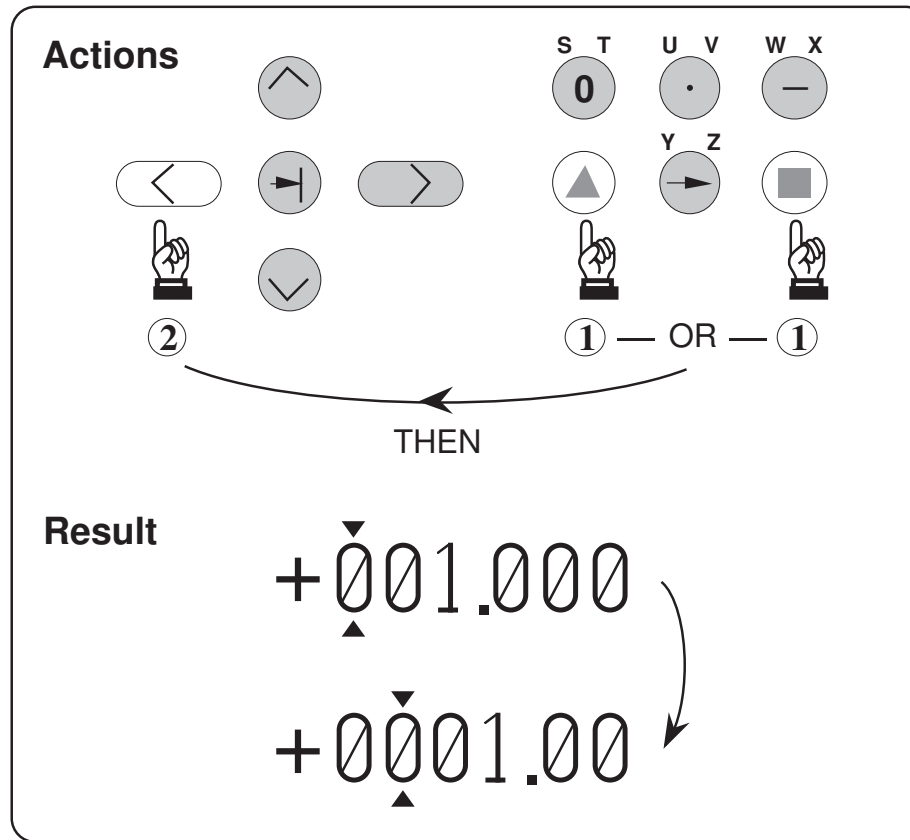 Actions
S T U V W X
0 . –
Y Z
2 1 — OR — 1
THEN
Result
+001.000
+0001.00